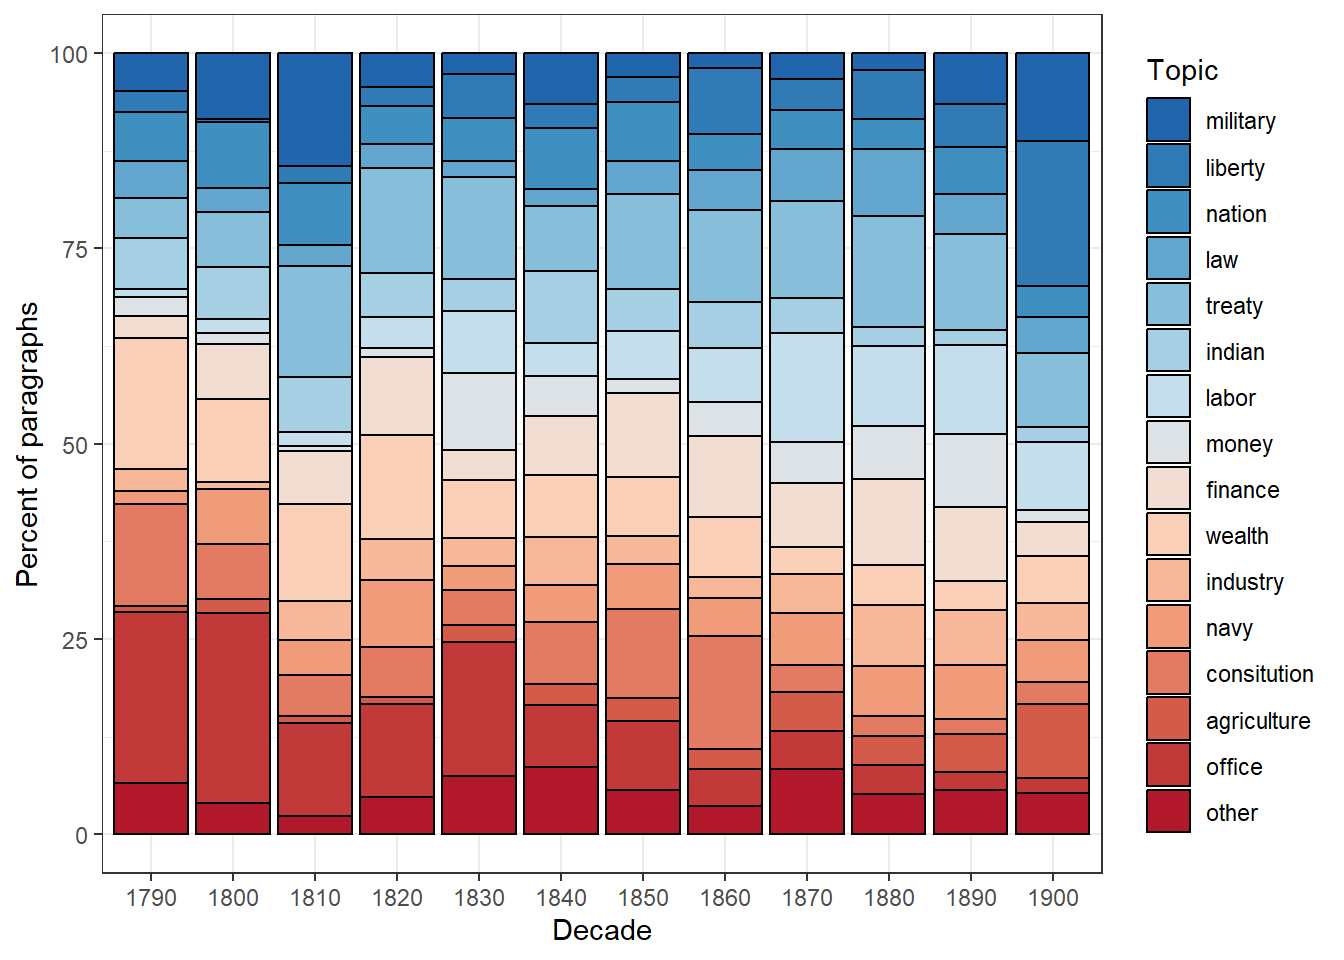 100
75
50
25
0
Percent of paragraphs
1790 1800 1810 1820 1830 1840 1850 1860 1870 1880 1890 1900
Decade
Topic
military
liberty
nation
law
treaty
indian
labor
money
finance
wealth
industry
navy
consitution
agriculture
office
other